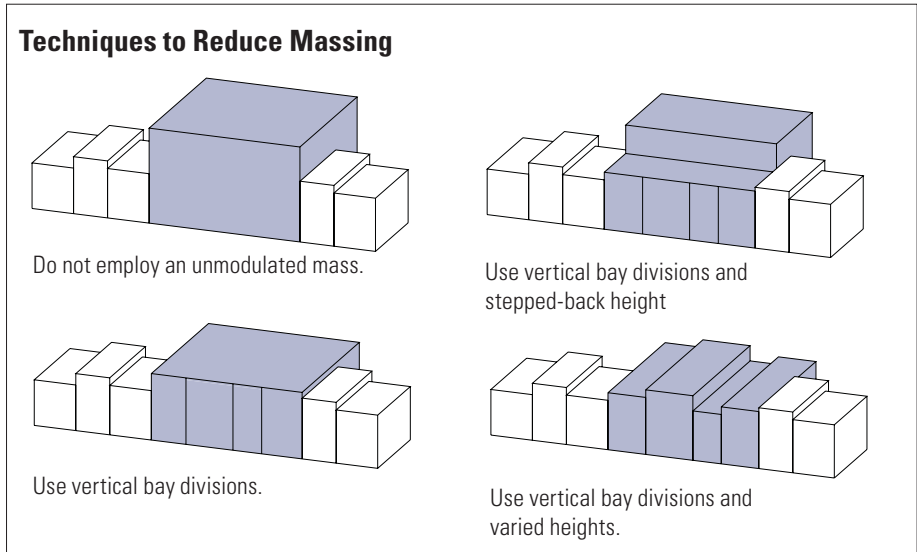 Techniques to Reduce Massing
Do not employ an unmodulated mass.
Use vertical bay divisions and
stepped-back height
Use vertical bay divisions.
Use vertical bay divisions and
varied heights.